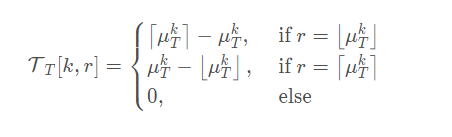 𝒯_T[k, r] = { ⌈μ_T^k⌉ − μ_T^k, if r = ⌊μ_T^k⌋
μ_T^k − ⌊μ_T^k⌋, if r = ⌈μ_T^k⌉
0, else